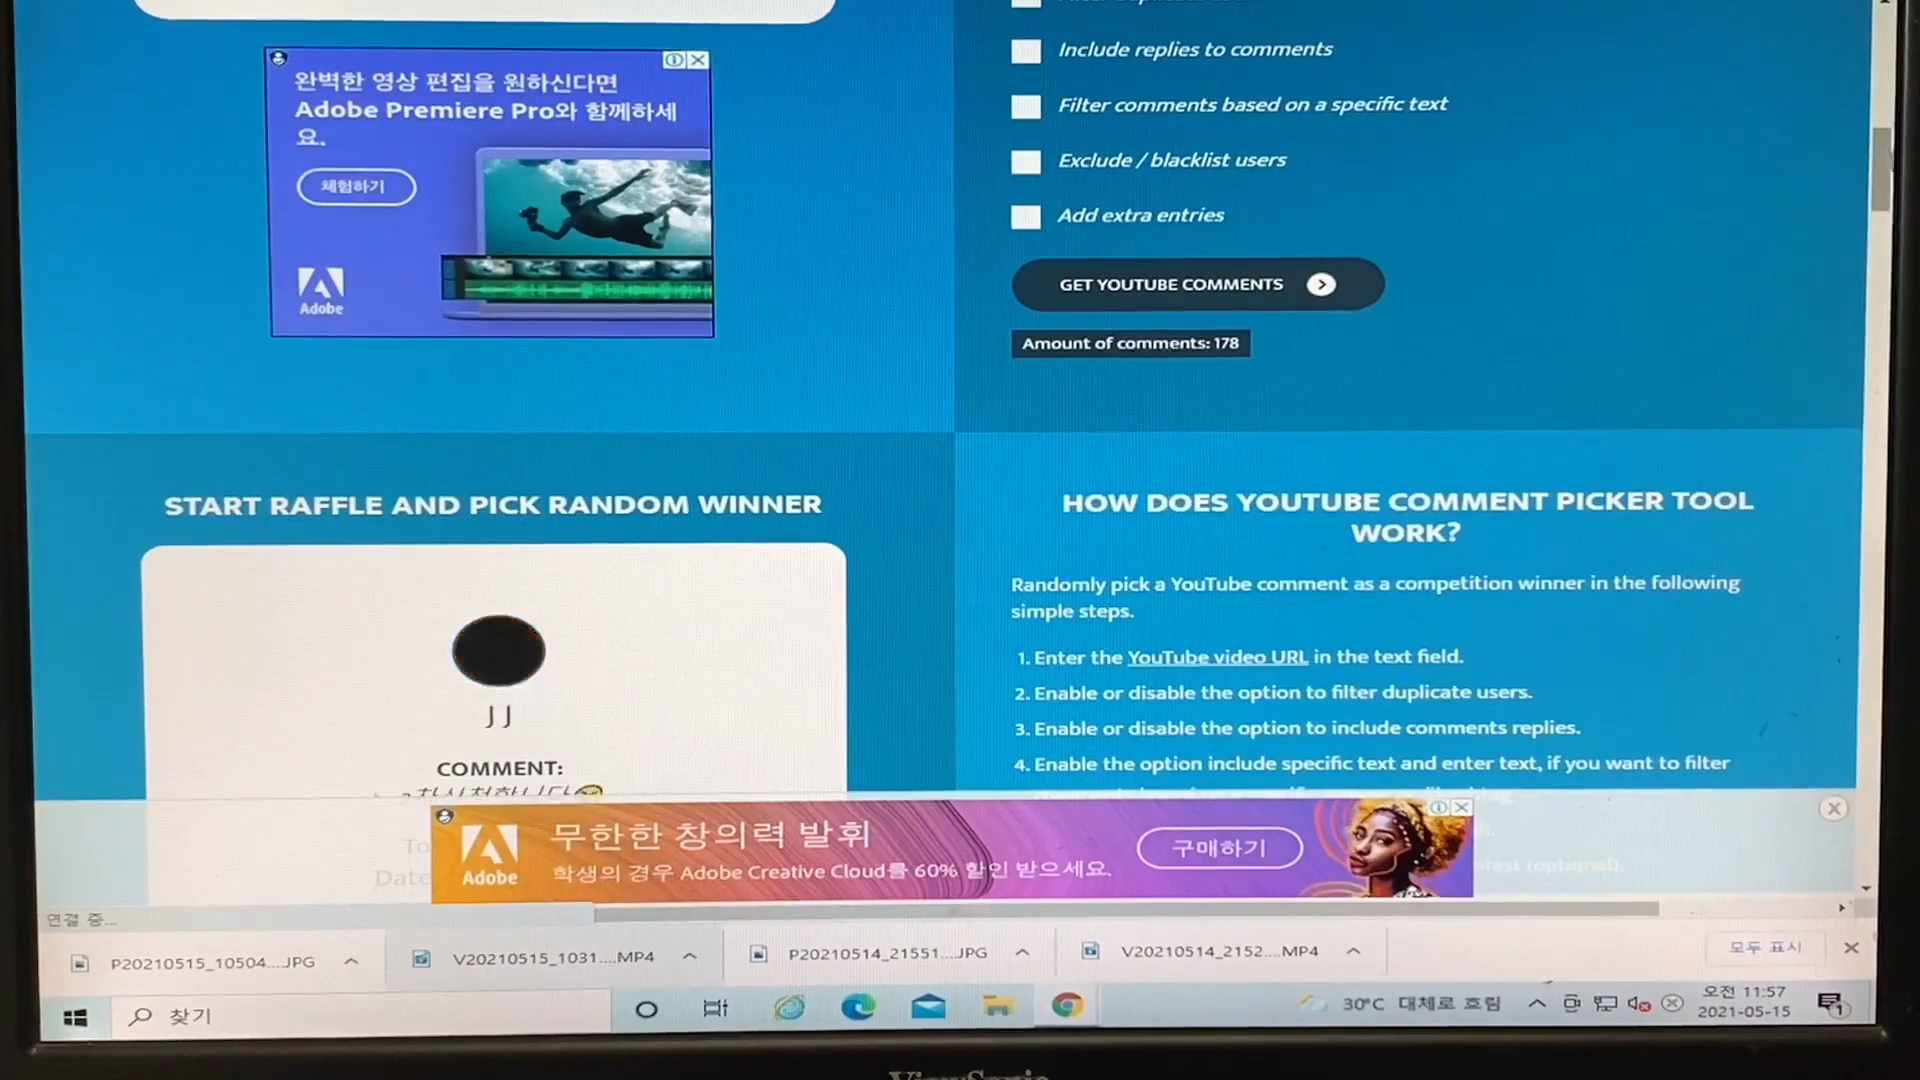 완벽한 영상 편집을 원하신다면
Adobe Premiere Pro와 함께하세
요.
체험하기
Adobe
Include replies to comments
Filter comments based on a specific text
Exclude / blacklist users
Add extra entries
GET YOUTUBE COMMENTS
Amount of comments: 178
START RAFFLE AND PICK RANDOM WINNER
J J
COMMENT:
To
Date
HOW DOES YOUTUBE COMMENT PICKER TOOL
WORK?
Randomly pick a YouTube comment as a competition winner in the following
simple steps.
1. Enter the YouTube video URL in the text field.
2. Enable or disable the option to filter duplicate users.
3. Enable or disable the option to include comments replies.
4. Enable the option include specific text and enter text, if you want to filter
(optional).
Adobe
무한한 창의력 발휘
학생의 경우 Adobe Creative Cloud를 60% 할인 받으세요.
구매하기
연결 중...
P20210515_10504....JPG
V20210515_1031....MP4
P20210514_21551....JPG
V20210514_2152....MP4
모두 표시
찾기
30°C 대체로 흐림
오전 11:57
2021-05-15
1
ViewSonic